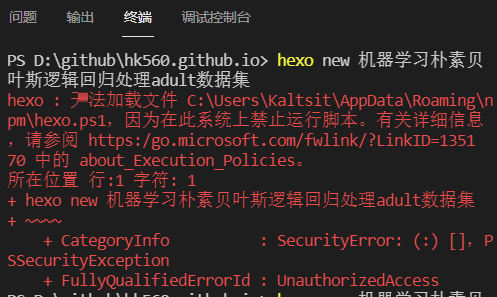 问题 输出 终端 调试控制台
PS D:\github\hk560.github.io> hexo new 机器学习朴素贝
叶斯逻辑回归处理adult数据集
hexo : 无法加载文件 C:\Users\Kaltsit\AppData\Roaming\n
pm\hexo.ps1，因为在此系统上禁止运行脚本。有关详细信息
，请参阅 https:/go.microsoft.com/fwlink/?LinkID=1351
70 中的 about_Execution_Policies。
所在位置 行:1 字符: 1
+ hexo new 机器学习朴素贝叶斯逻辑回归处理adult数据集
+ ~~~~
+ CategoryInfo : SecurityError: (:) []，P
SSecurityException
+ FullyQualifiedErrorId : UnauthorizedAccess